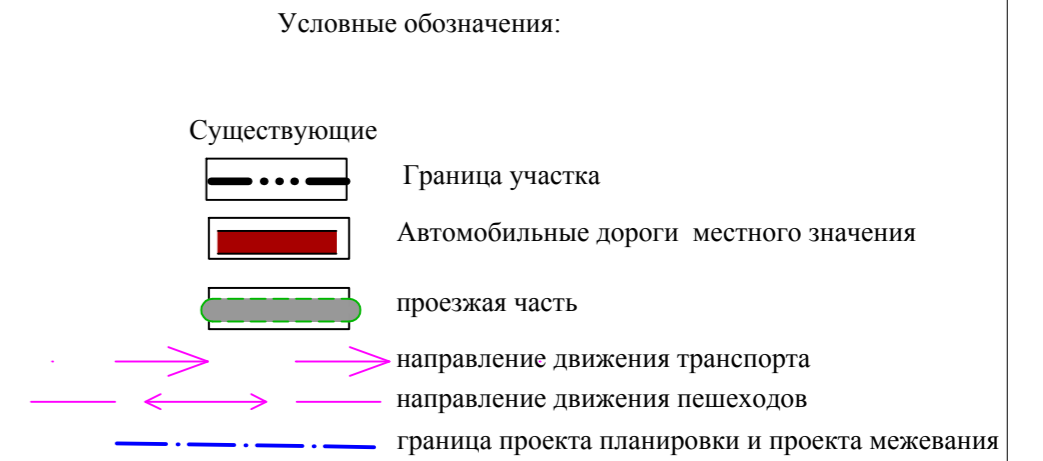 Условные обозначения:
Существующие
Граница участка
Автомобильные дороги местного значения
проезжая часть
направление движения транспорта
направление движения пешеходов
граница проекта планировки и проекта межевания